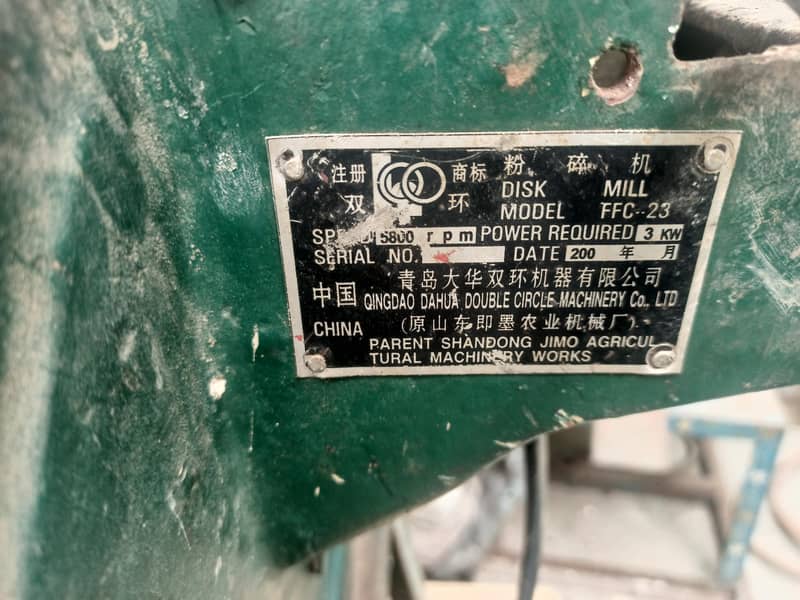 注册 商标 粉碎机
DISK MILL
双环 MODEL FFC-23
5800 rpm POWER REQUIRED 3 KW
SERIAL NO. DATE 200 年 月
青岛大华双环机器有限公司
中国 QINGDAO DAHUA DOUBLE CIRCLE MACHINERY Co., LTD
CHINA (原山东即墨农业机械厂)
PARENT SHANDONG JIMO AGRICUL
TURAL MACHINERY WORKS